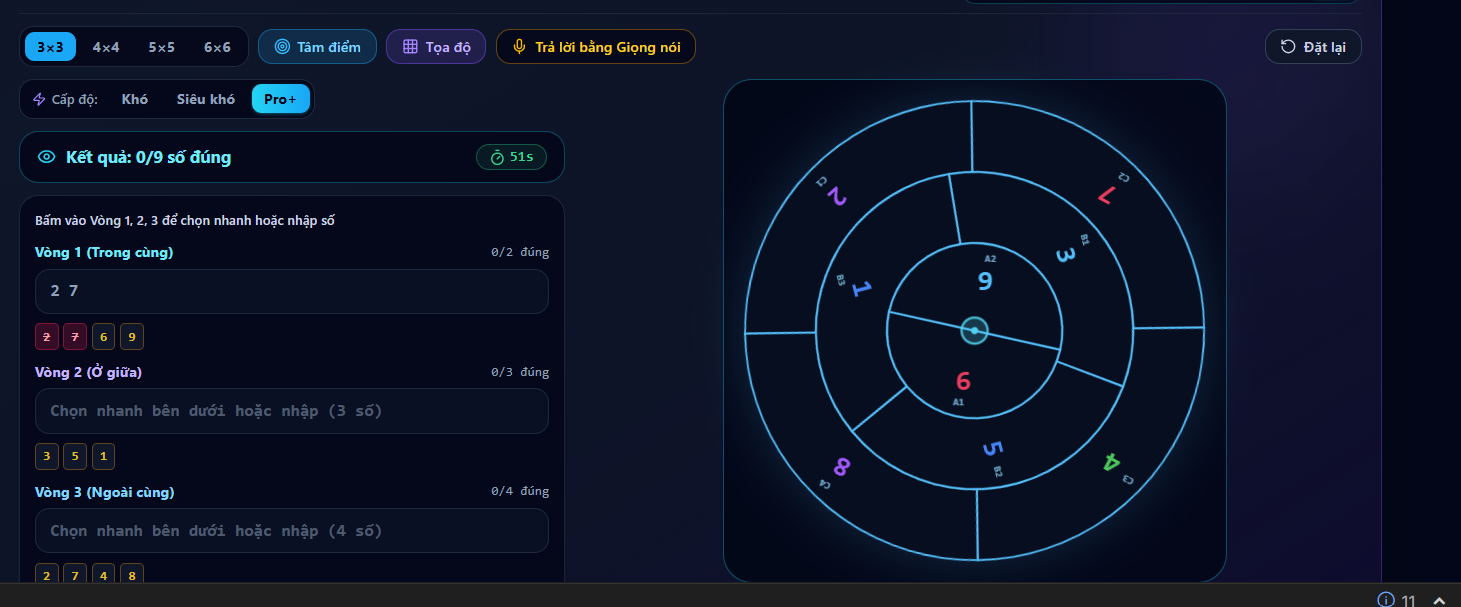 3×3 4×4 5×5 6×6 Tâm điểm Tọa độ Trả lời bằng Giọng nói Đặt lại
Cấp độ: Khó Siêu khó Pro+
Kết quả: 0/9 số đúng 51s
Bấm vào Vòng 1, 2, 3 để chọn nhanh hoặc nhập số
Vòng 1 (Trong cùng) 0/2 đúng
2 7
2 7 6 9
Vòng 2 (Ở giữa) 0/3 đúng
Chọn nhanh bên dưới hoặc nhập (3 số)
3 5 1
Vòng 3 (Ngoài cùng) 0/4 đúng
Chọn nhanh bên dưới hoặc nhập (4 số)
2 7 4 8
C1 2
C2 7
B1 3
A2 9
B3 1
6 A1
5 B2
8 C4
4 C3
11